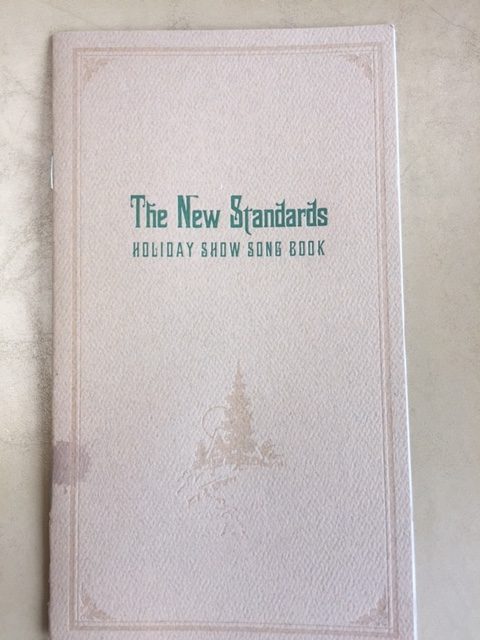 The New Standards
HOLIDAY SHOW SONG BOOK